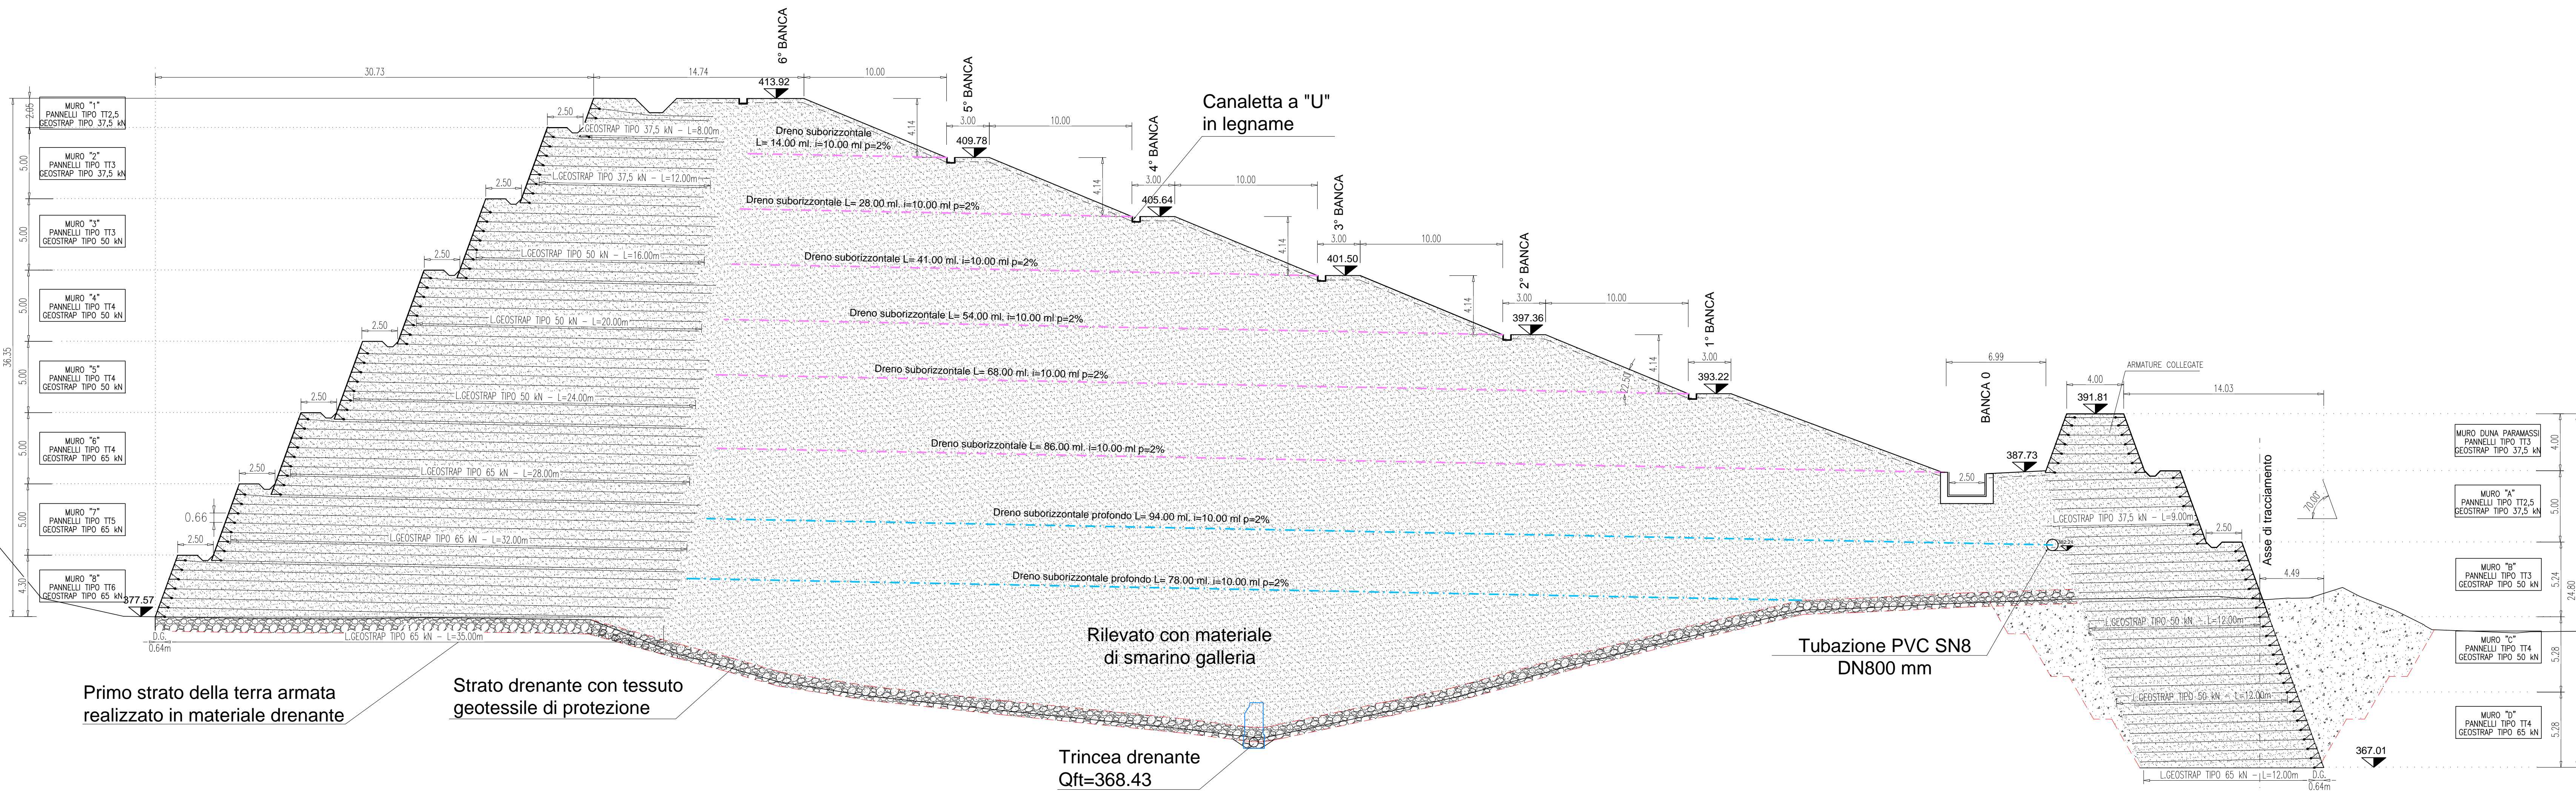 6° BANCA
30.73
14.74
10.00
413.92
5° BANCA
Canaletta a "U"
in legname
MURO "1"
PANNELLI TIPO TT2,5
GEOSTRAP TIPO 37,5 kN
2.05
2.50
L.GEOSTRAP TIPO 37,5 kN - L=8.00m
Dreno suborizzontale
L= 14.00 ml. i=10.00 ml p=2%
4.14
3.00
10.00
409.78
4° BANCA
MURO "2"
PANNELLI TIPO TT3
GEOSTRAP TIPO 37,5 kN
5.00
2.50
L.GEOSTRAP TIPO 37,5 kN - L=12.00m
4.14
3.00
10.00
405.64
3° BANCA
Dreno suborizzontale L= 28.00 ml. i=10.00 ml p=2%
MURO "3"
PANNELLI TIPO TT3
GEOSTRAP TIPO 50 kN
5.00
2.50
L.GEOSTRAP TIPO 50 kN - L=16.00m
Dreno suborizzontale L= 41.00 ml. i=10.00 ml p=2%
4.14
3.00
10.00
401.50
2° BANCA
MURO "4"
PANNELLI TIPO TT4
GEOSTRAP TIPO 50 kN
5.00
2.50
L.GEOSTRAP TIPO 50 kN - L=20.00m
Dreno suborizzontale L= 54.00 ml. i=10.00 ml p=2%
4.14
3.00
10.00
397.36
1° BANCA
36.35
MURO "5"
PANNELLI TIPO TT4
GEOSTRAP TIPO 50 kN
5.00
2.50
L.GEOSTRAP TIPO 50 kN - L=24.00m
Dreno suborizzontale L= 68.00 ml. i=10.00 ml p=2%
22.50°
4.14
3.00
393.22
6.99
BANCA 0
ARMATURE COLLEGATE
4.00
391.81
14.03
MURO "6"
PANNELLI TIPO TT4
GEOSTRAP TIPO 65 kN
5.00
2.50
L.GEOSTRAP TIPO 65 kN - L=28.00m
Dreno suborizzontale L= 86.00 ml. i=10.00 ml p=2%
2.50
387.73
MURO DUNA PARAMASSI
PANNELLI TIPO TT3
GEOSTRAP TIPO 37,5 kN
4.00
Asse di tracciamento
70.00°
MURO "7"
PANNELLI TIPO TT5
GEOSTRAP TIPO 65 kN
5.00
0.66
2.50
L.GEOSTRAP TIPO 65 kN - L=32.00m
Dreno suborizzontale profondo L= 94.00 ml. i=10.00 ml p=2%
L.GEOSTRAP TIPO 37,5 kN - L=9.00m
2.50
MURO "A"
PANNELLI TIPO TT2,5
GEOSTRAP TIPO 37,5 kN
5.00
MURO "8"
PANNELLI TIPO TT6
GEOSTRAP TIPO 65 kN
4.30
377.57
Dreno suborizzontale profondo L= 78.00 ml. i=10.00 ml p=2%
4.49
MURO "B"
PANNELLI TIPO TT3
GEOSTRAP TIPO 50 kN
5.24
24.80
D.G.
0.64m
L.GEOSTRAP TIPO 65 kN - L=35.00m
Rilevato con materiale
di smarino galleria
Tubazione PVC SN8
DN800 mm
L.GEOSTRAP TIPO 50 kN - L=12.00m
MURO "C"
PANNELLI TIPO TT4
GEOSTRAP TIPO 50 kN
5.28
Primo strato della terra armata
realizzato in materiale drenante
Strato drenante con tessuto
geotessile di protezione
L.GEOSTRAP TIPO 50 kN - L=12.00m
MURO "D"
PANNELLI TIPO TT4
GEOSTRAP TIPO 65 kN
5.28
Trincea drenante
Qft=368.43
367.01
L.GEOSTRAP TIPO 65 kN - L=12.00m
D.G.
0.64m